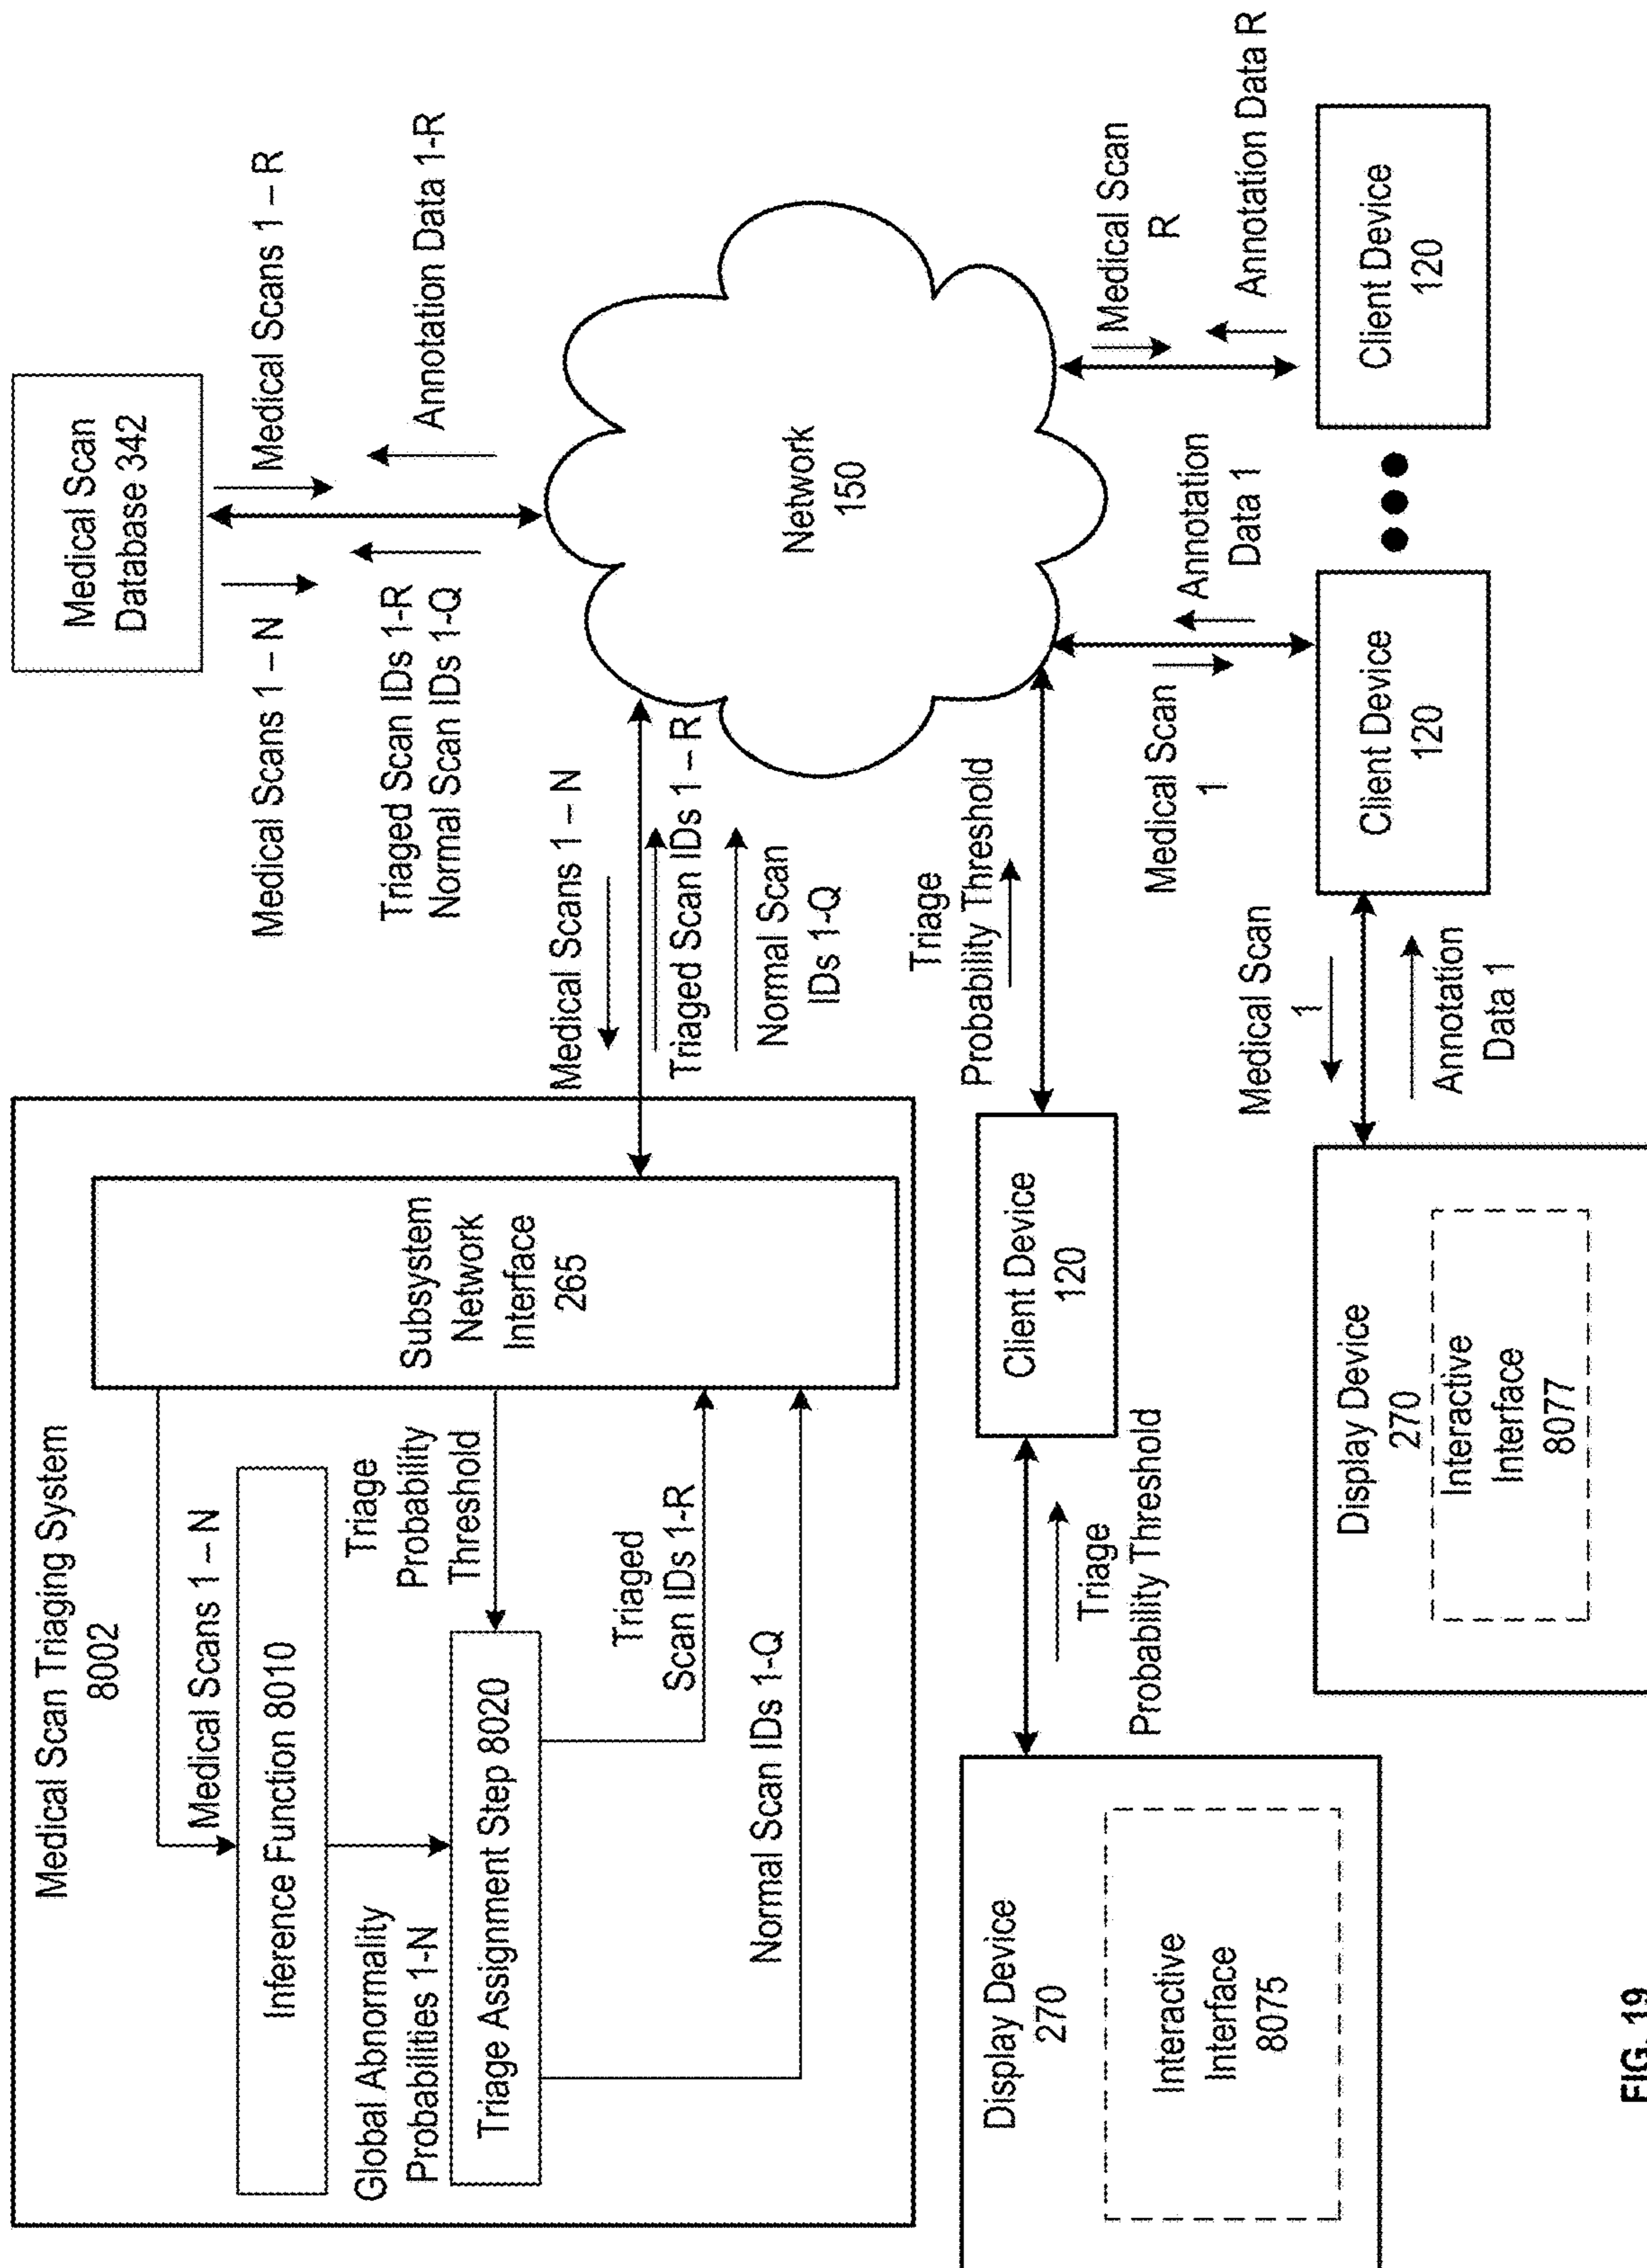 Medical Scan Triaging System
8002
Medical Scans 1 – N
Inference Function 8010
Global Abnormality
Probabilities 1-N
Triage
Probability
Threshold
Triage Assignment Step 8020
Triaged
Scan IDs 1-R
Normal Scan IDs 1-Q
Subsystem
Network
Interface
265
Medical Scans 1 – N
Triaged Scan IDs 1 – R
Normal Scan
IDs 1-Q
Medical Scan
Database 342
Medical Scans 1 – N
Triaged Scan IDs 1-R
Normal Scan IDs 1-Q
Medical Scans 1 – R
Annotation Data 1-R
Network
150
Display Device
270
Interactive
Interface
8075
Triage
Probability Threshold
Client Device
120
Triage
Probability Threshold
Display Device
270
Interactive
Interface
8077
Medical Scan
1
Annotation
Data 1
Client Device
120
Medical Scan
1
Annotation
Data 1
Client Device
120
Medical Scan
R
Annotation Data R
FIG. 19